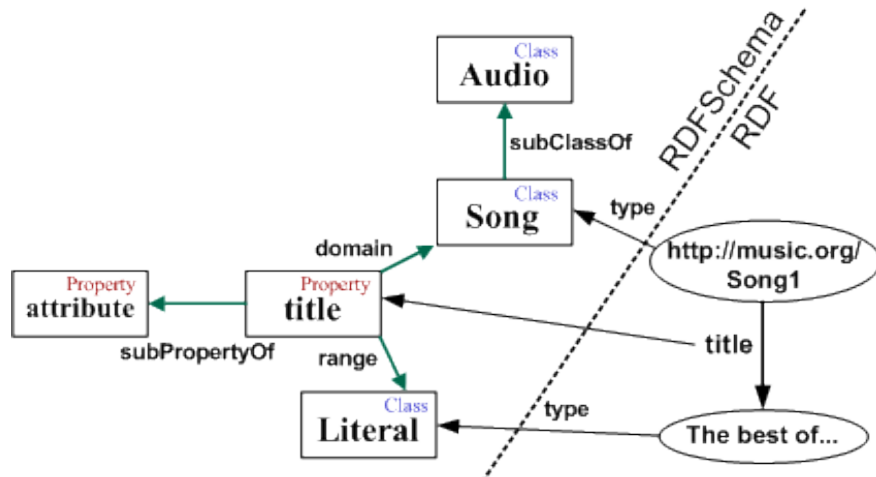 Class
Audio
subClassOf
RDFSchema
RDF
Class
Song
type
http://music.org/
Song1
domain
Property
attribute
Property
title
subPropertyOf
range
title
Class
Literal
type
The best of...